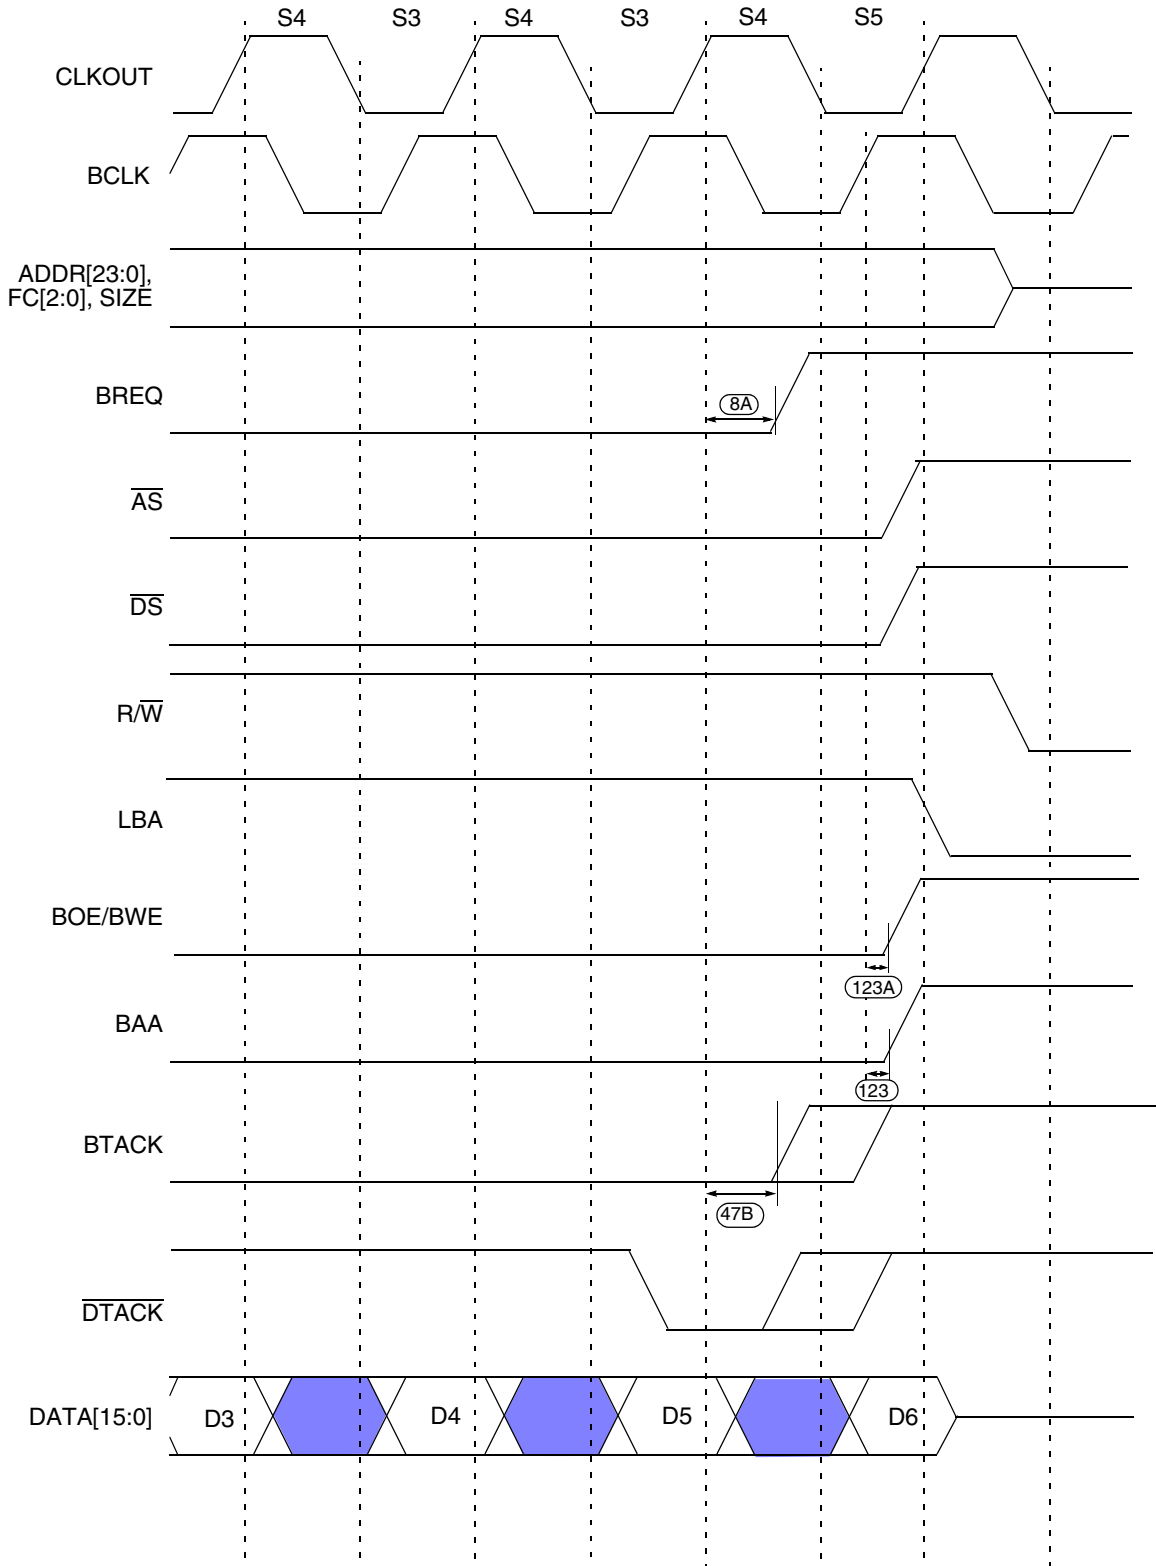 S4 S3 S4 S3 S4 S5
CLKOUT
BCLK
ADDR[23:0],
FC[2:0], SIZE
BREQ
8A
AS
DS
R/W
LBA
BOE/BWE
123A
BAA
123
BTACK
47B
DTACK
DATA[15:0] D3 D4 D5 D6